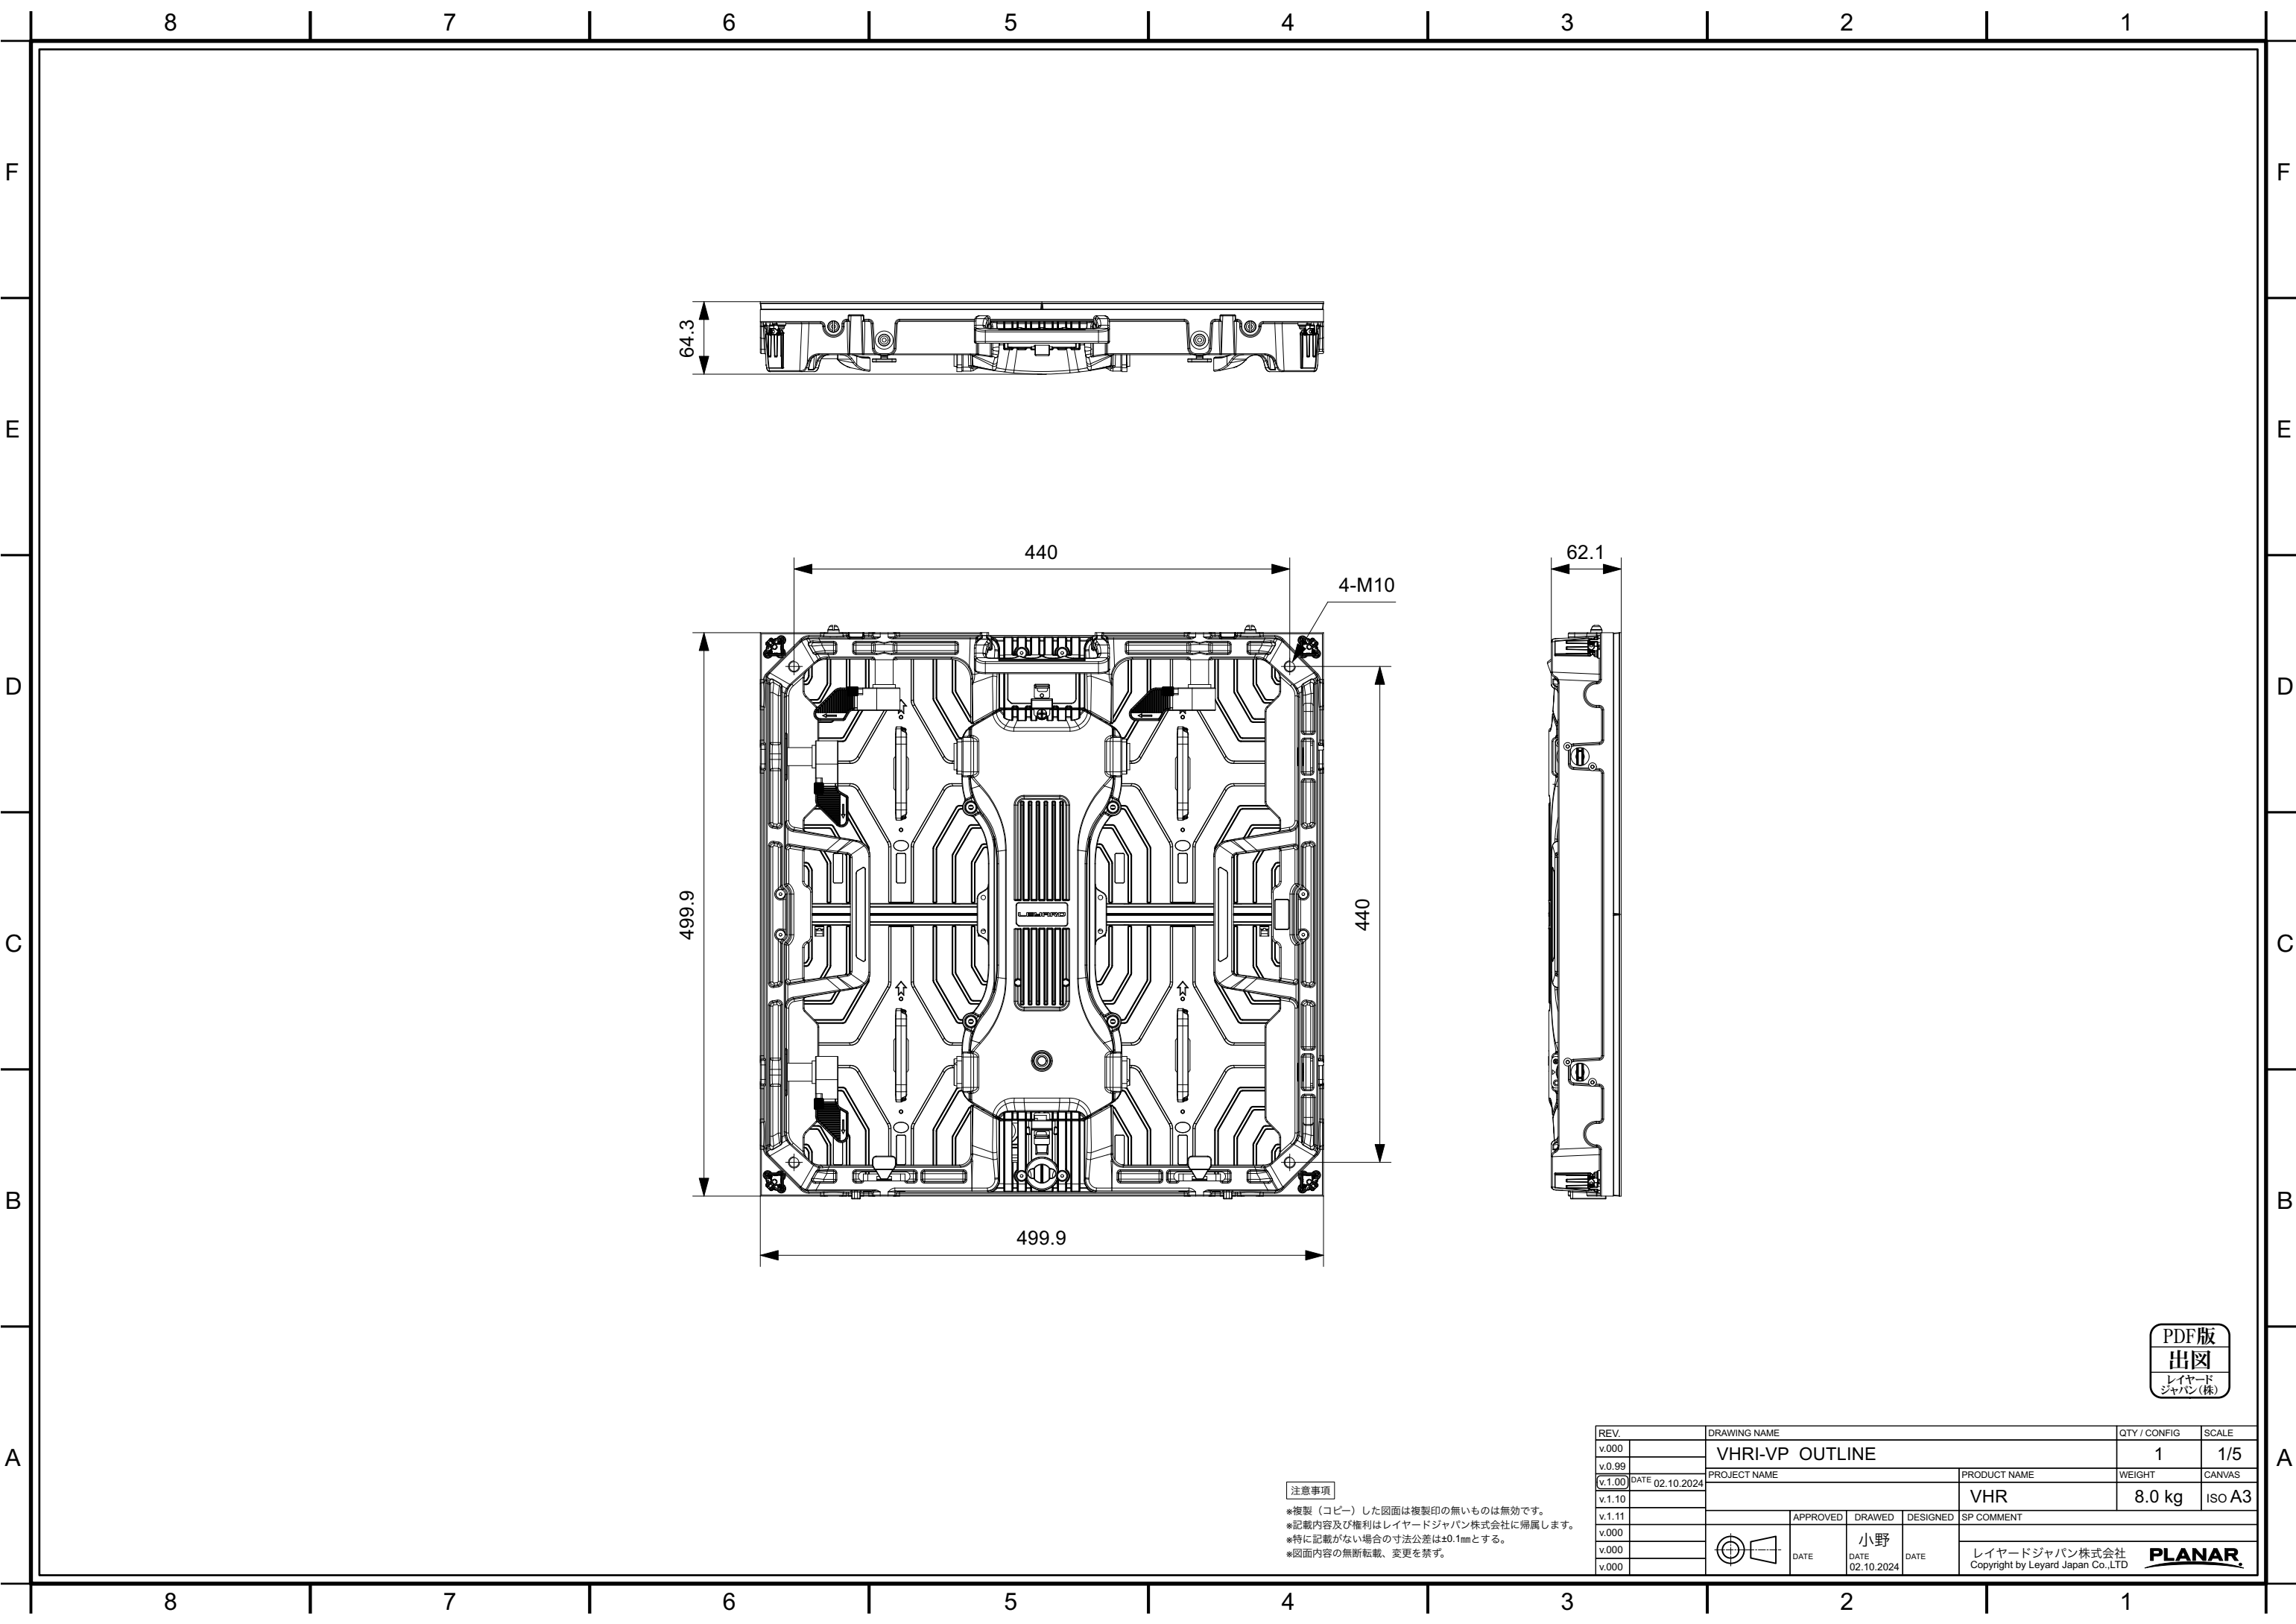 8 7 6 5 4 3 2 1
F F
64.3
E E
440
62.1
4-M10
D D
499.9
LEYARD
440
C C
B B
499.9
PDF版
出図
レイヤード
ジャパン(株)
A A
REV.
v.000
v.0.99
v.1.00 DATE 02.10.2024
v.1.10
v.1.11
v.000
v.000
v.000
DRAWING NAME
VHRI-VP OUTLINE
QTY / CONFIG
1
SCALE
1/5
PROJECT NAME
PRODUCT NAME
VHR
WEIGHT
8.0 kg
CANVAS
ISO A3
APPROVED DRAWED DESIGNED SP COMMENT
小野
DATE DATE DATE
02.10.2024
レイヤードジャパン株式会社
Copyright by Leyard Japan Co.,LTD
PLANAR
注意事項
※複製（コピー）した図面は複製印の無いものは無効です。
※記載内容及び権利はレイヤードジャパン株式会社に帰属します。
※特に記載がない場合の寸法公差は±0.1㎜とする。
※図面内容の無断転載、変更を禁ず。
8 7 6 5 4 3 2 1